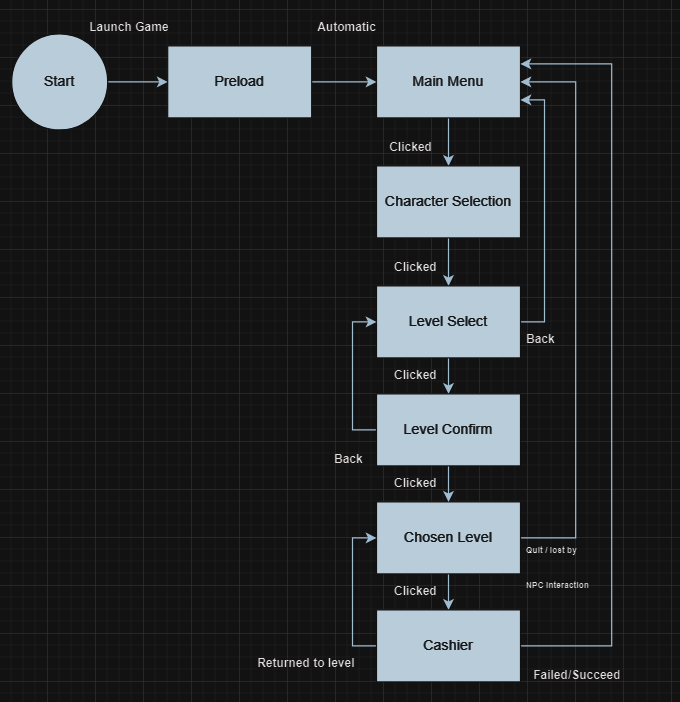 Launch Game
Automatic
Start
Preload
Main Menu
Clicked
Character Selection
Clicked
Level Select
Back
Clicked
Level Confirm
Back
Clicked
Chosen Level
Quit / lost by
NPC interaction
Clicked
Cashier
Returned to level
Failed/Succeed